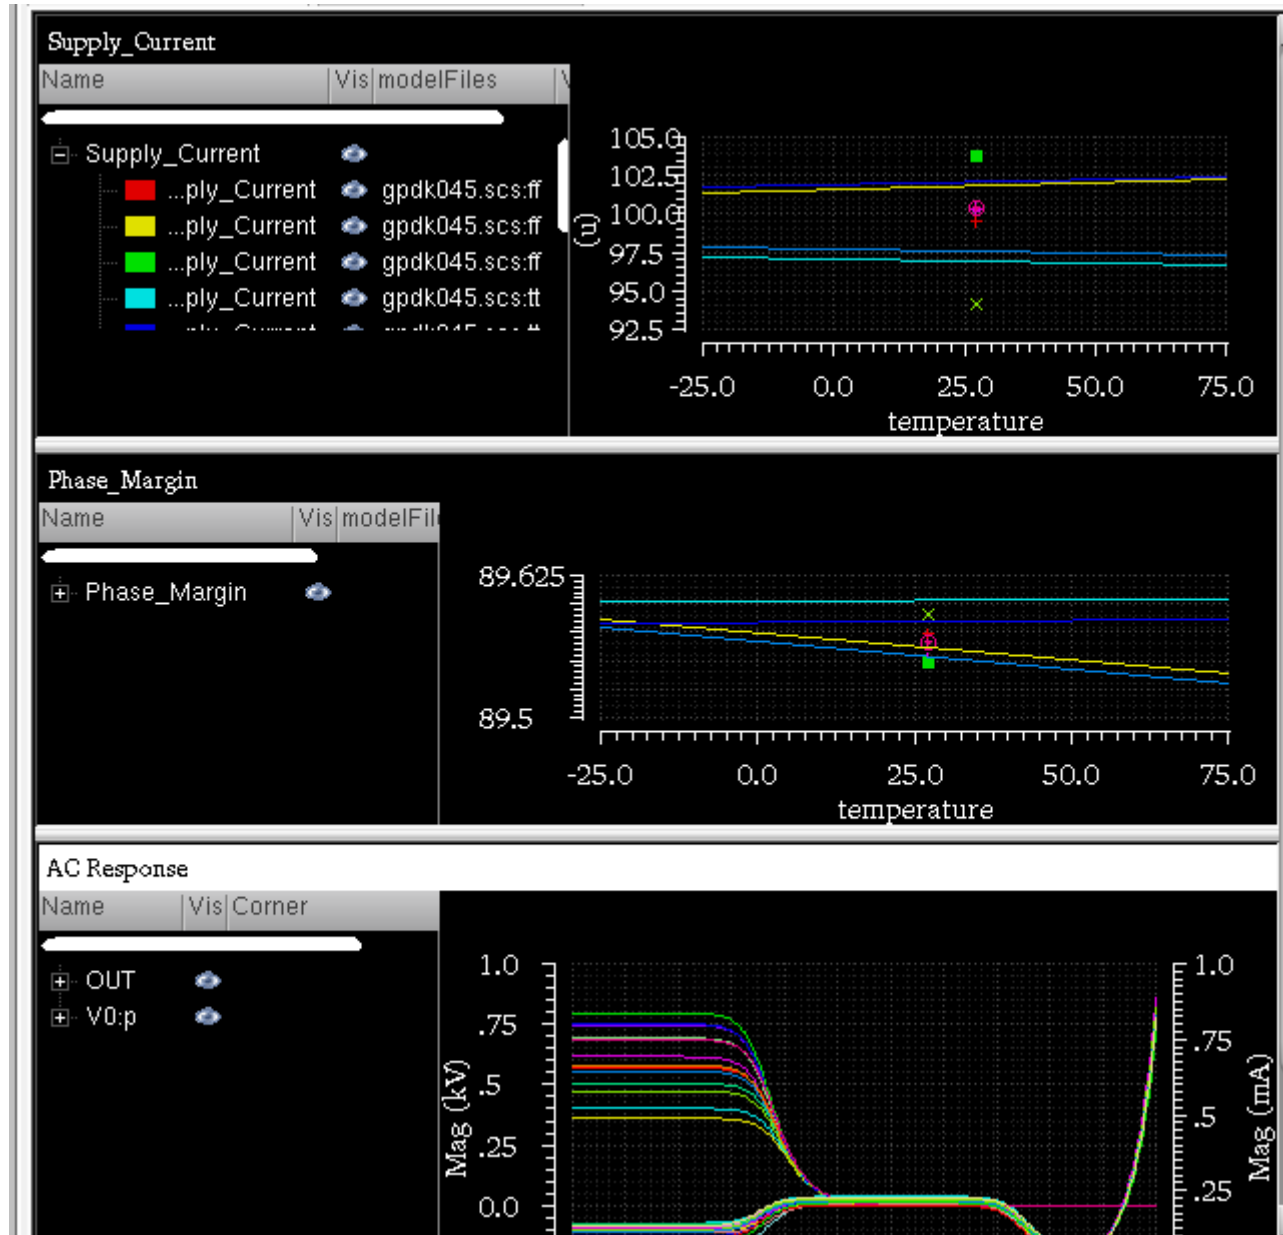 Supply_Current
Name Vis modelFiles
Supply_Current
...ply_Current gpdk045.scs:ff
...ply_Current gpdk045.scs:ff
...ply_Current gpdk045.scs:ff
...ply_Current gpdk045.scs:tt
105.0
102.5
100.0
97.5
95.0
92.5
(u)
-25.0 0.0 25.0 50.0 75.0
temperature
Phase_Margin
Name Vis modelFil
Phase_Margin
89.625
89.5
-25.0 0.0 25.0 50.0 75.0
temperature
AC Response
Name Vis Corner
OUT
V0:p
1.0
.75
.5
.25
0.0
Mag (kV)
1.0
.75
.5
.25
Mag (mA)